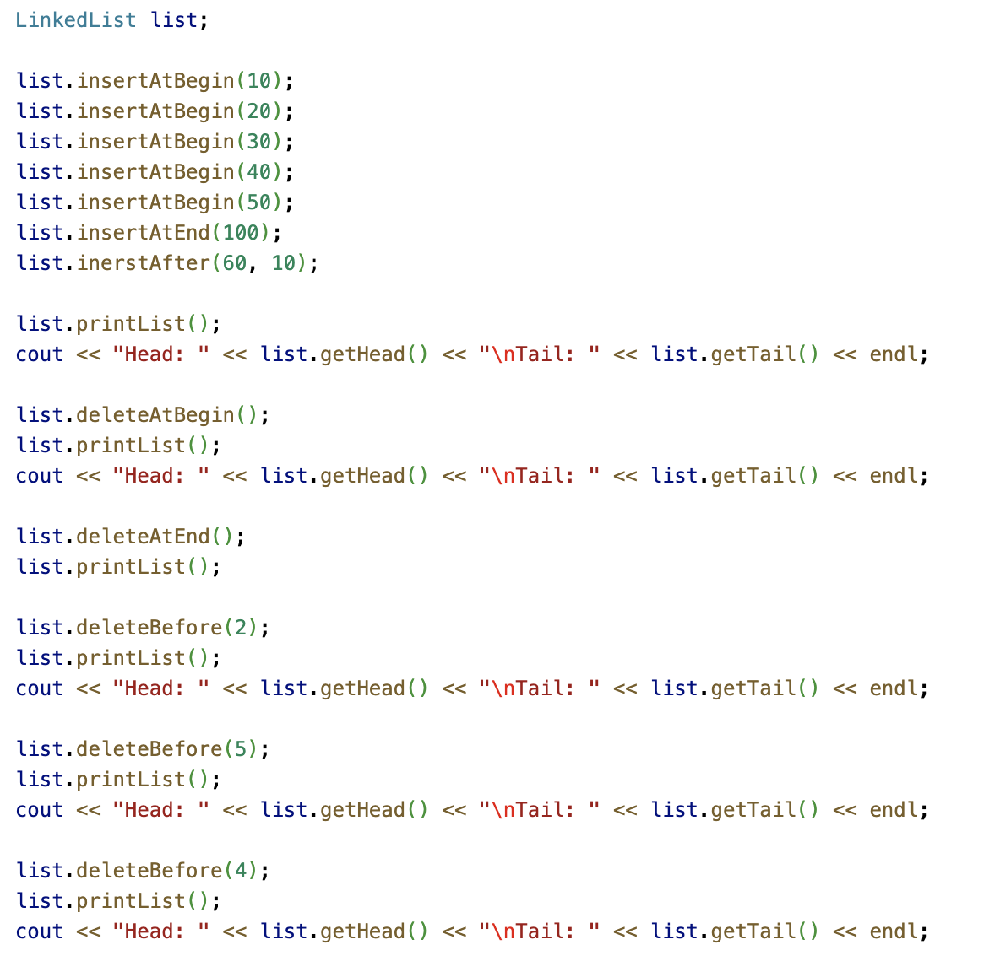 LinkedList list;
list.insertAtBegin(10);
list.insertAtBegin(20);
list.insertAtBegin(30);
list.insertAtBegin(40);
list.insertAtBegin(50);
list.insertAtEnd(100);
list.inerstAfter(60, 10);
list.printList();
cout << "Head: " << list.getHead() << "\nTail: " << list.getTail() << endl;
list.deleteAtBegin();
list.printList();
cout << "Head: " << list.getHead() << "\nTail: " << list.getTail() << endl;
list.deleteAtEnd();
list.printList();
list.deleteBefore(2);
list.printList();
cout << "Head: " << list.getHead() << "\nTail: " << list.getTail() << endl;
list.deleteBefore(5);
list.printList();
cout << "Head: " << list.getHead() << "\nTail: " << list.getTail() << endl;
list.deleteBefore(4);
list.printList();
cout << "Head: " << list.getHead() << "\nTail: " << list.getTail() << endl;